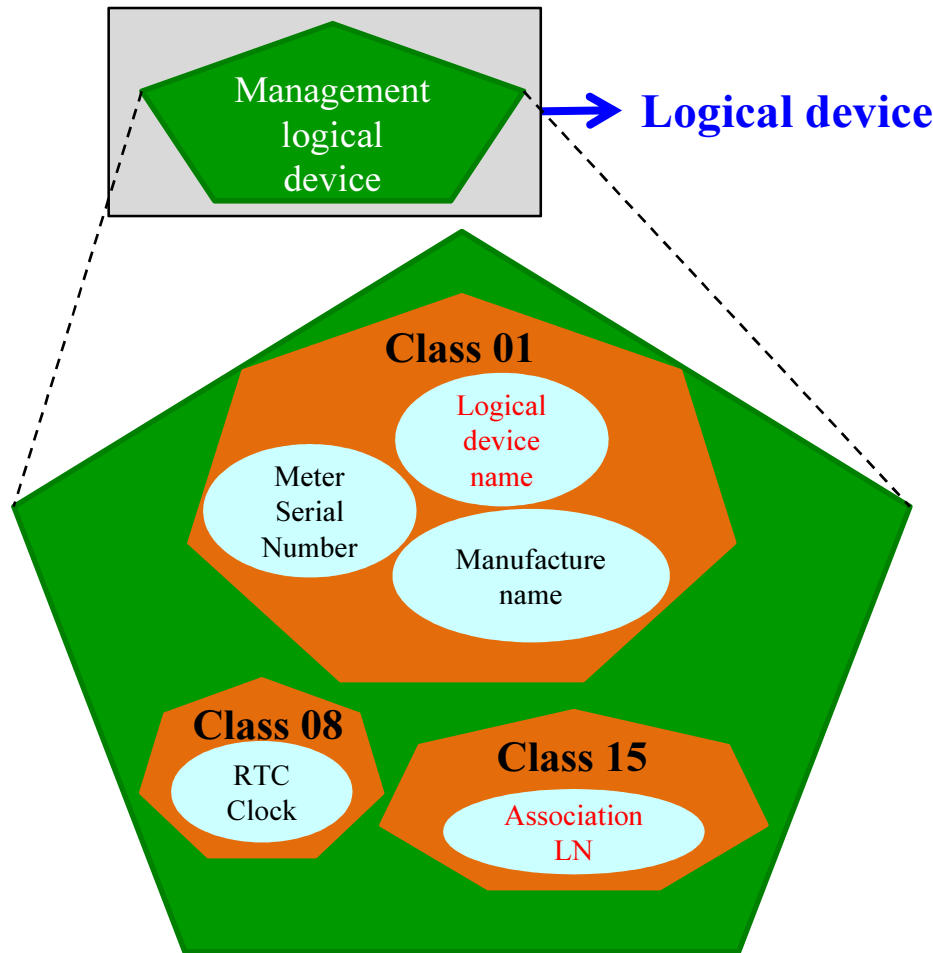 Management
logical
device
Logical device
Class 01
Logical
device
name
Meter
Serial
Number
Manufacture
name
Class 08
RTC
Clock
Class 15
Association
LN